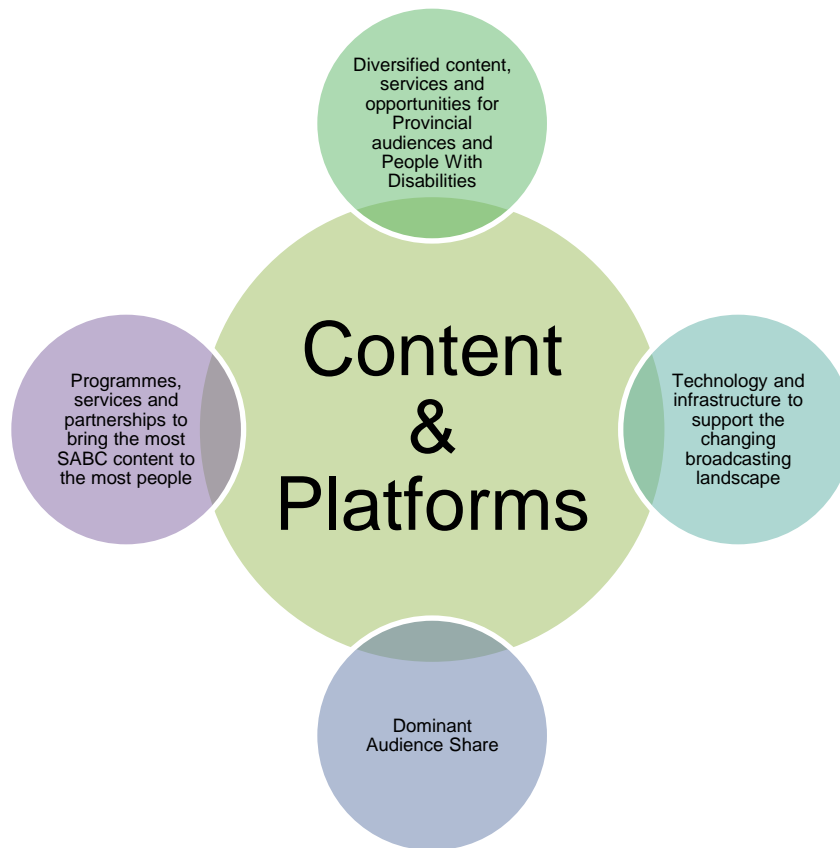 Diversified content,
services and
opportunities for
Provincial
audiences and
People With
Disabilities
Content
&
Platforms
Programmes,
services and
partnerships to
bring the most
SABC content to
the most people
Technology and
infrastructure to
support the
changing
broadcasting
landscape
Dominant
Audience Share